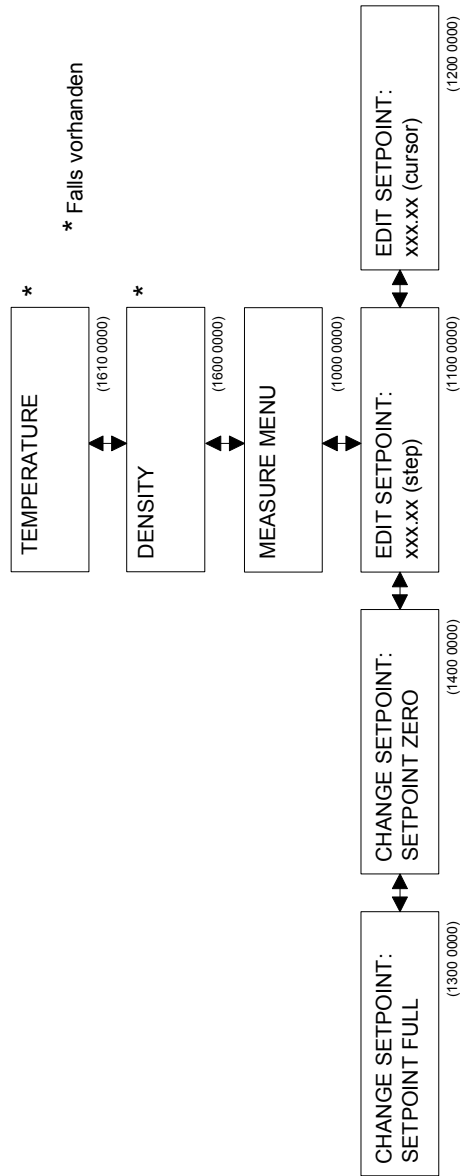 TEMPERATURE
*
(1610 0000)
* Falls vorhanden
DENSITY
*
(1600 0000)
MEASURE MENU
(1000 0000)
CHANGE SETPOINT:
SETPOINT FULL
(1300 0000)
CHANGE SETPOINT:
SETPOINT ZERO
(1400 0000)
EDIT SETPOINT:
xxx.xx (step)
(1100 0000)
EDIT SETPOINT:
xxx.xx (cursor)
(1200 0000)